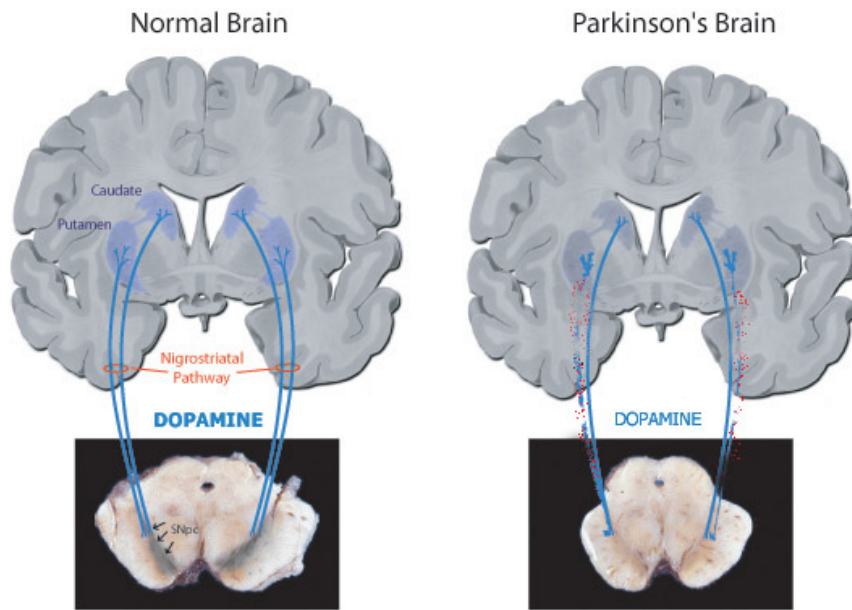 Normal Brain
Caudate
Putamen
Nigrostriatal
Pathway
DOPAMINE
SNpc
Parkinson's Brain
DOPAMINE